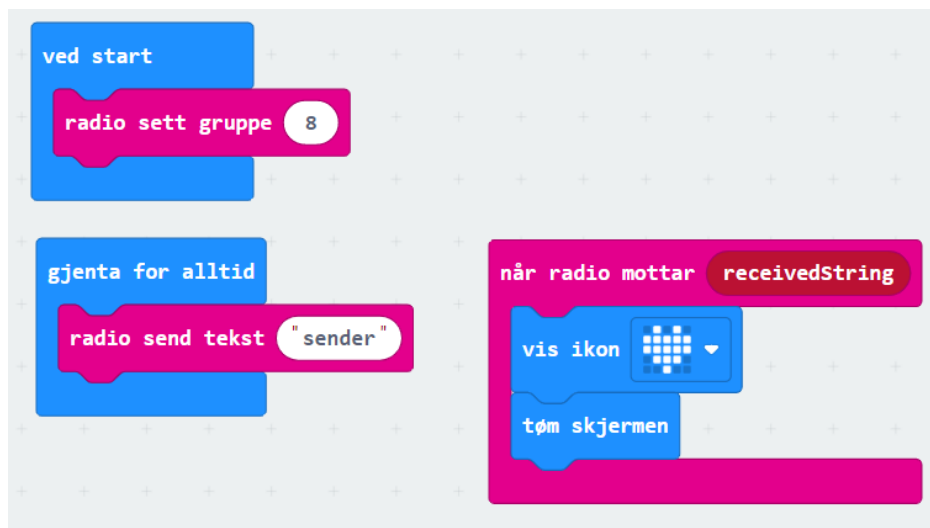 ved start
radio sett gruppe 8
gjenta for alltid
radio send tekst "sender"
når radio mottar receivedString
vis ikon
tøm skjermen